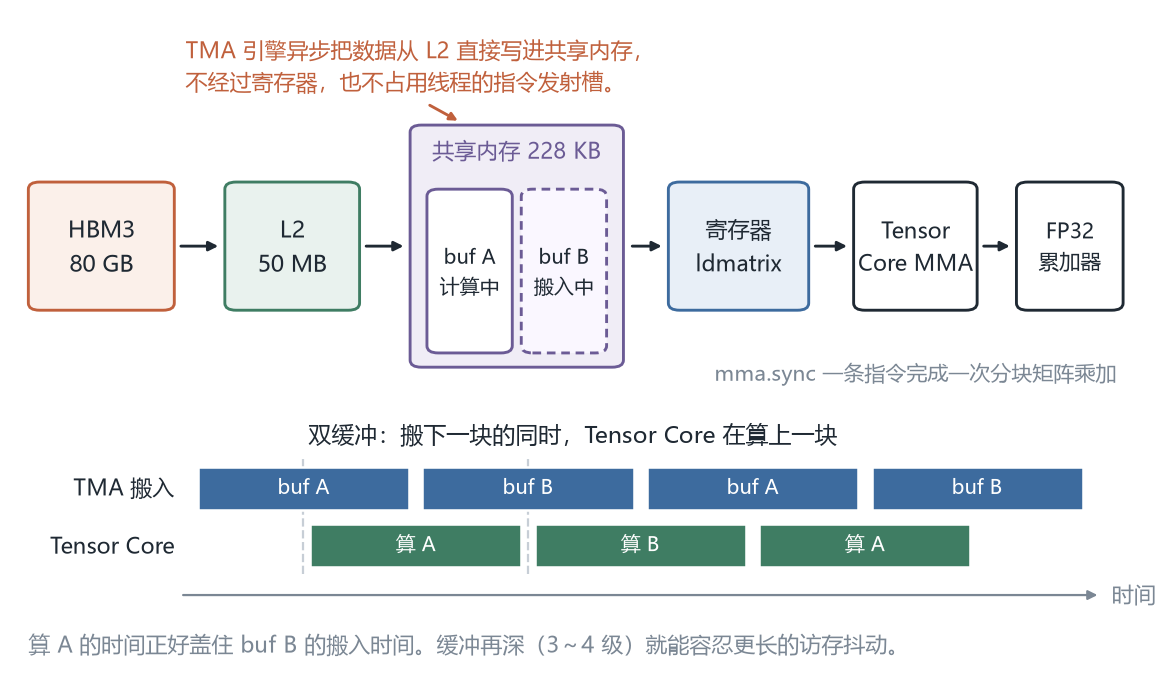 TMA 引擎异步把数据从 L2 直接写进共享内存，
不经过寄存器，也不占用线程的指令发射槽。
共享内存 228 KB
HBM3
80 GB
L2
50 MB
buf A
计算中
buf B
搬入中
寄存器
ldmatrix
Tensor
Core MMA
FP32
累加器
mma.sync 一条指令完成一次分块矩阵乘加
双缓冲：搬下一块的同时，Tensor Core 在算上一块
TMA 搬入
buf A
buf B
buf A
buf B
Tensor Core
算 A
算 B
算 A
时间
算 A 的时间正好盖住 buf B 的搬入时间。缓冲再深（3~4 级）就能容忍更长的访存抖动。